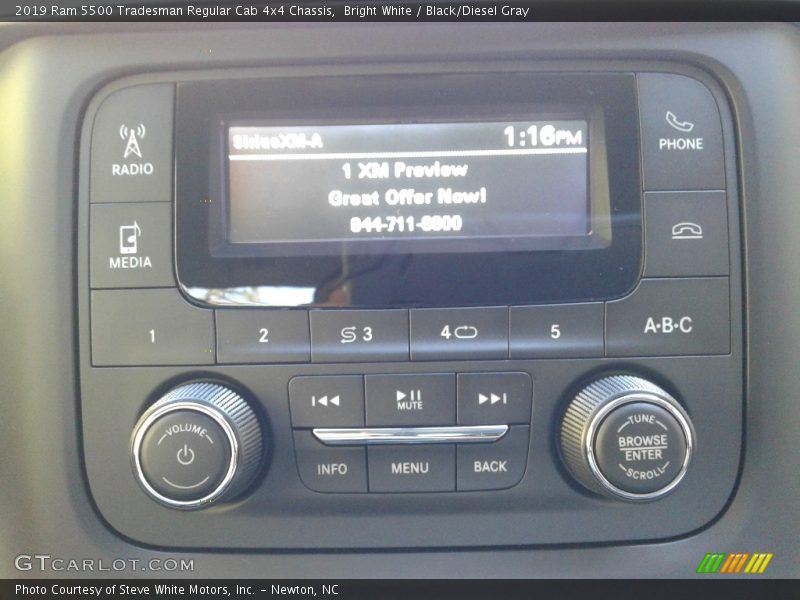 2019 Ram 5500 Tradesman Regular Cab 4x4 Chassis, Bright White / Black/Diesel Gray
RADIO
SiriusXM-A 1:16PM
PHONE
1 XM Preview
Great Offer Now!
844-711-8800
MEDIA
1 2 3 4 5 A·B·C
VOLUME
MUTE
INFO MENU BACK
TUNE
BROWSE
ENTER
SCROLL
GTCARLOT.COM
Photo Courtesy of Steve White Motors, Inc. – Newton, NC